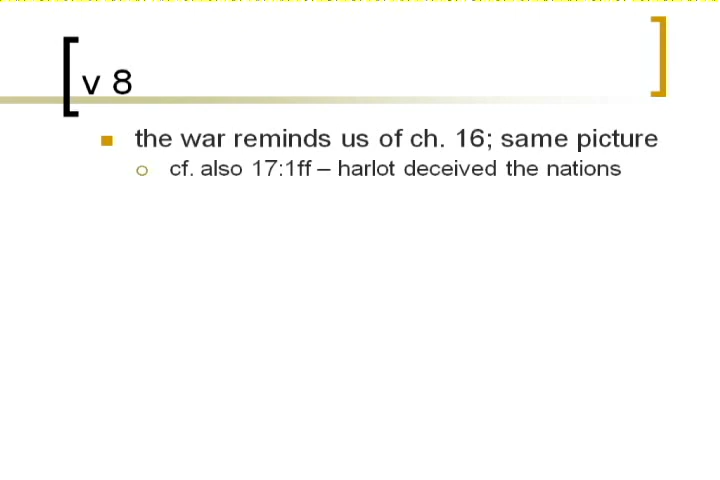 v 8
the war reminds us of ch. 16; same picture
cf. also 17:1ff – harlot deceived the nations